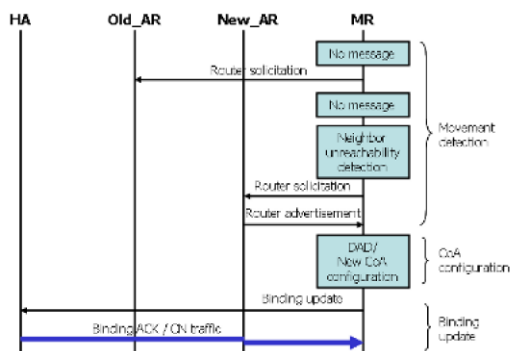 HA Old_AR New_AR MR
No message
Router solicitation
No message
Neighbor
unreachability
detection
Movement
detection
Router solicitation
Router advertisement
DAD/
New CoA
configuration
CoA
configuration
Binding update
Binding ACK / CN traffic
Binding
update